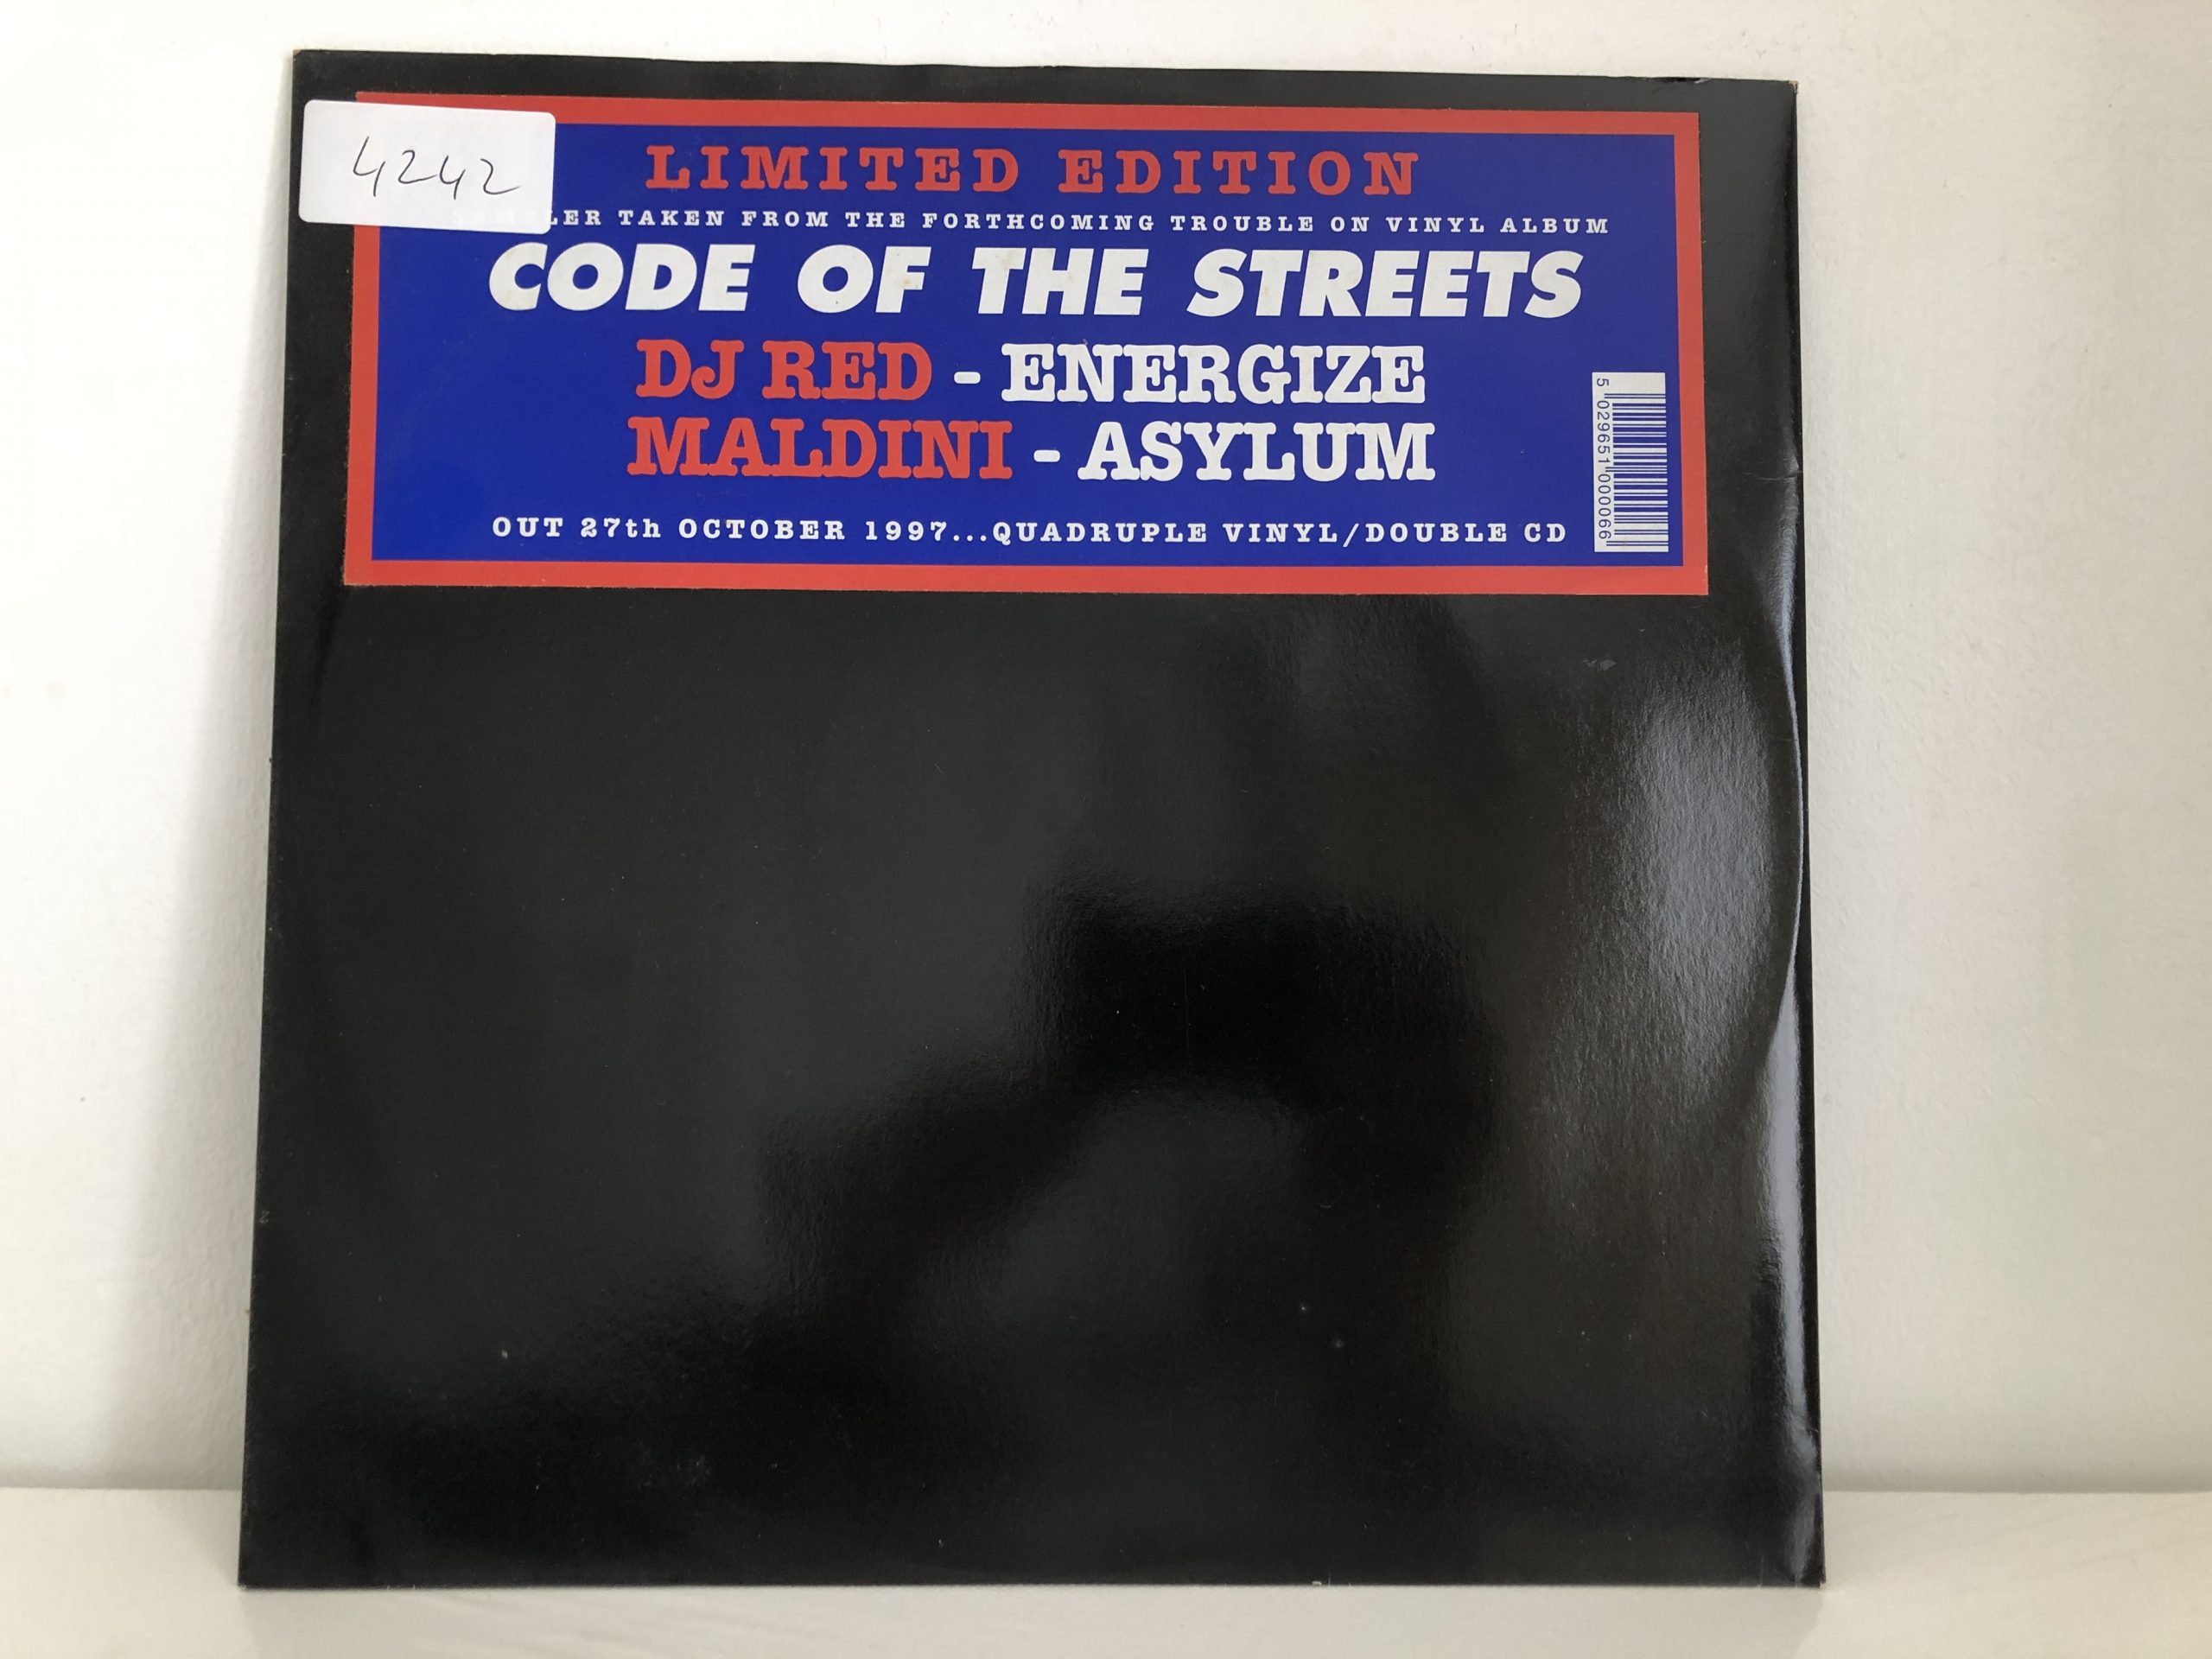 4242
LIMITED EDITION
TAKEN FROM THE FORTHCOMING TROUBLE ON VINYL ALBUM
CODE OF THE STREETS
DJ RED - ENERGIZE
MALDINI - ASYLUM
OUT 27th OCTOBER 1997...QUADRUPLE VINYL/DOUBLE CD
5 029651 000066